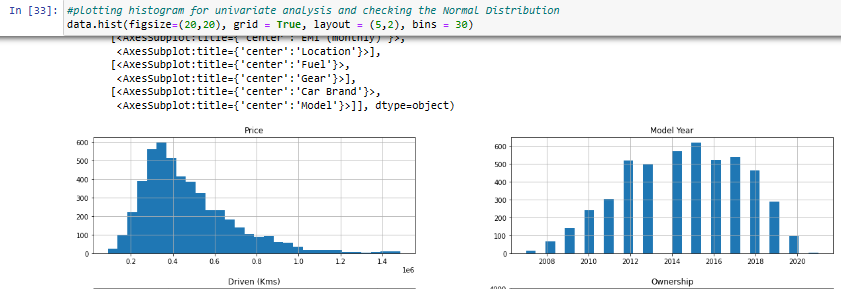 In [33]: #plotting histogram for univariate analysis and checking the Normal Distribution
data.hist(figsize=(20,20), grid = True, layout = (5,2), bins = 30)
[<AxesSubplot:title={'center':'EMI (monthly)'}>,
<AxesSubplot:title={'center':'Location'}>],
[<AxesSubplot:title={'center':'Fuel'}>,
<AxesSubplot:title={'center':'Gear'}>],
[<AxesSubplot:title={'center':'Car Brand'}>,
<AxesSubplot:title={'center':'Model'}>]], dtype=object)
Price
600
500
400
300
200
100
0
0.2 0.4 0.6 0.8 1.0 1.2 1.4
1e6
Model Year
600
500
400
300
200
100
0
2008 2010 2012 2014 2016 2018 2020
Driven (Kms)
Ownership
4000